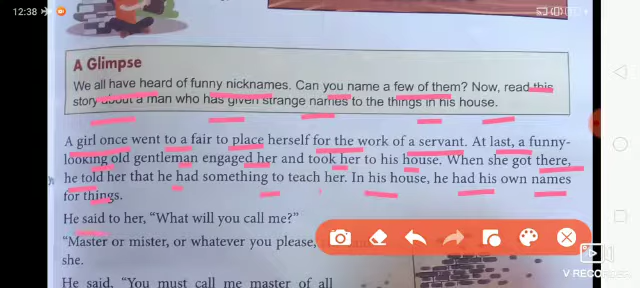 12:38
A Glimpse
We all have heard of funny nicknames. Can you name a few of them? Now, read this
story about a man who has given strange names to the things in his house.
A girl once went to a fair to place herself for the work of a servant. At last, a funny-
looking old gentleman engaged her and took her to his house. When she got there,
he told her that he had something to teach her. In his house, he had his own names
for things.
He said to her, "What will you call me?"
"Master or mister, or whatever you please,
she.
He said, "You must call me master of all
V RECORDER